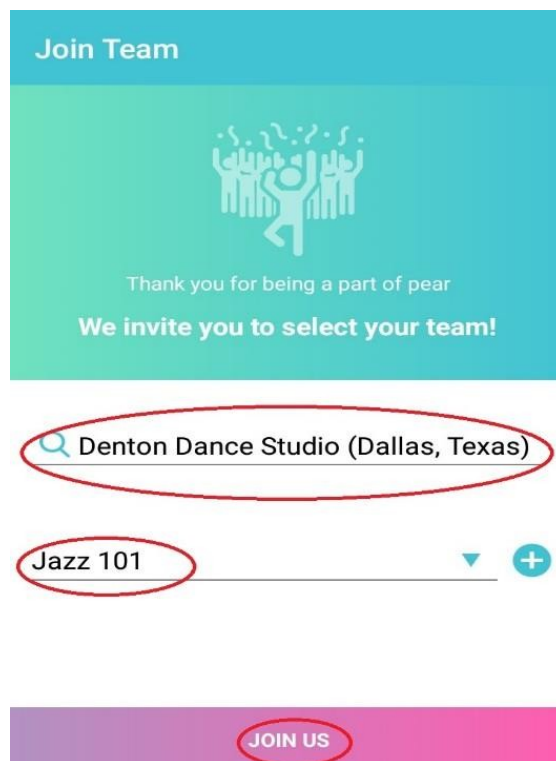 Join Team
Thank you for being a part of pear
We invite you to select your team!
Denton Dance Studio (Dallas, Texas)
Jazz 101
JOIN US